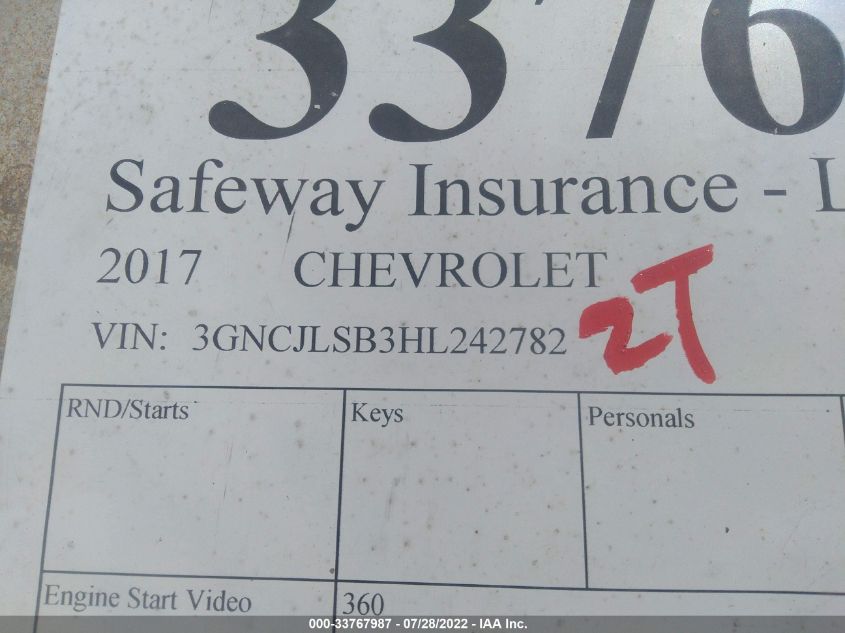 3376
Safeway Insurance - L
2017 CHEVROLET
2T
VIN: 3GNCJLSB3HL242782
RND/Starts Keys Personals
Engine Start Video 360
000-33767987 - 07/28/2022 - IAA Inc.